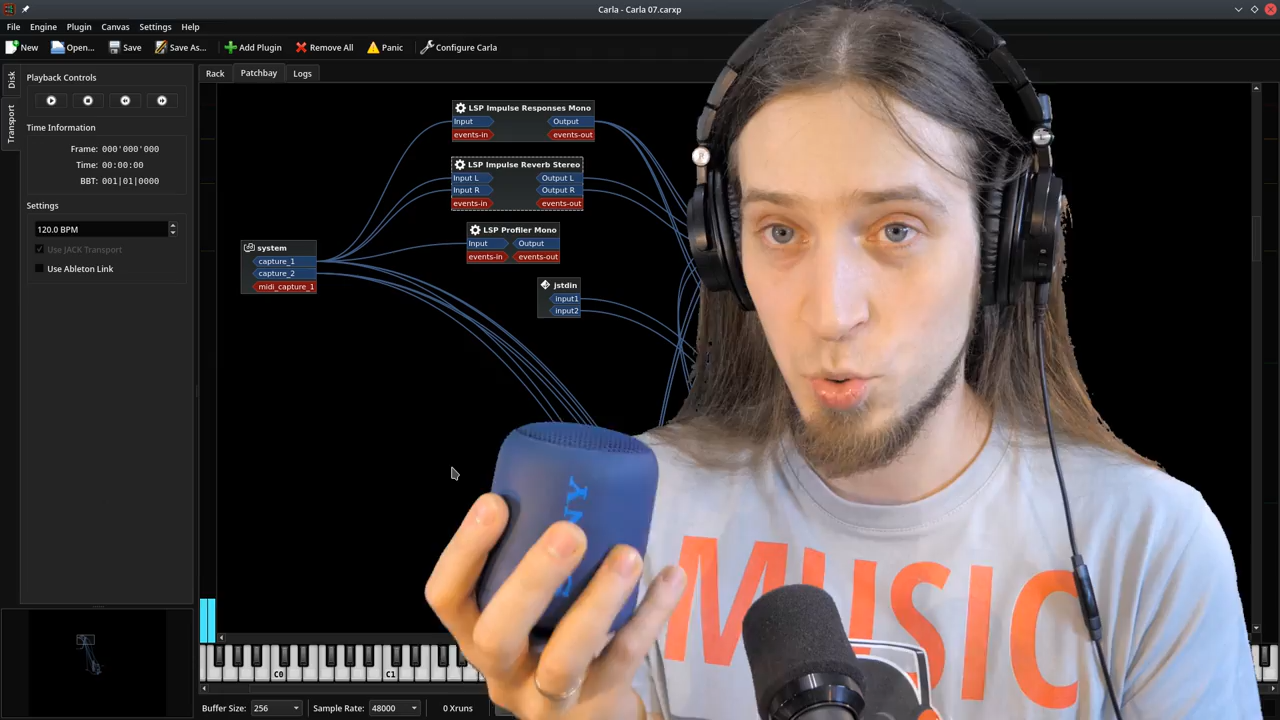 Carla - Carla 07.carxp
File Engine Plugin Canvas Settings Help
New Open... Save Save As... Add Plugin Remove All Panic Configure Carla
Disk
Transport
Playback Controls
Time Information
Frame: 000'000'000
Time: 00:00:00
BBT: 001|01|0000
Settings
120.0 BPM
Use JACK Transport
Use Ableton Link
Rack Patchbay Logs
LSP Impulse Responses Mono
Input Output
events-in events-out
LSP Impulse Reverb Stereo
Input L Output L
Input R Output R
events-in events-out
LSP Profiler Mono
Input Output
events-in events-out
system
capture_1
capture_2
midi_capture_1
jstdin
input1
input2
R
MUSIC
C0 C1
Buffer Size: 256 Sample Rate: 48000 0 Xruns